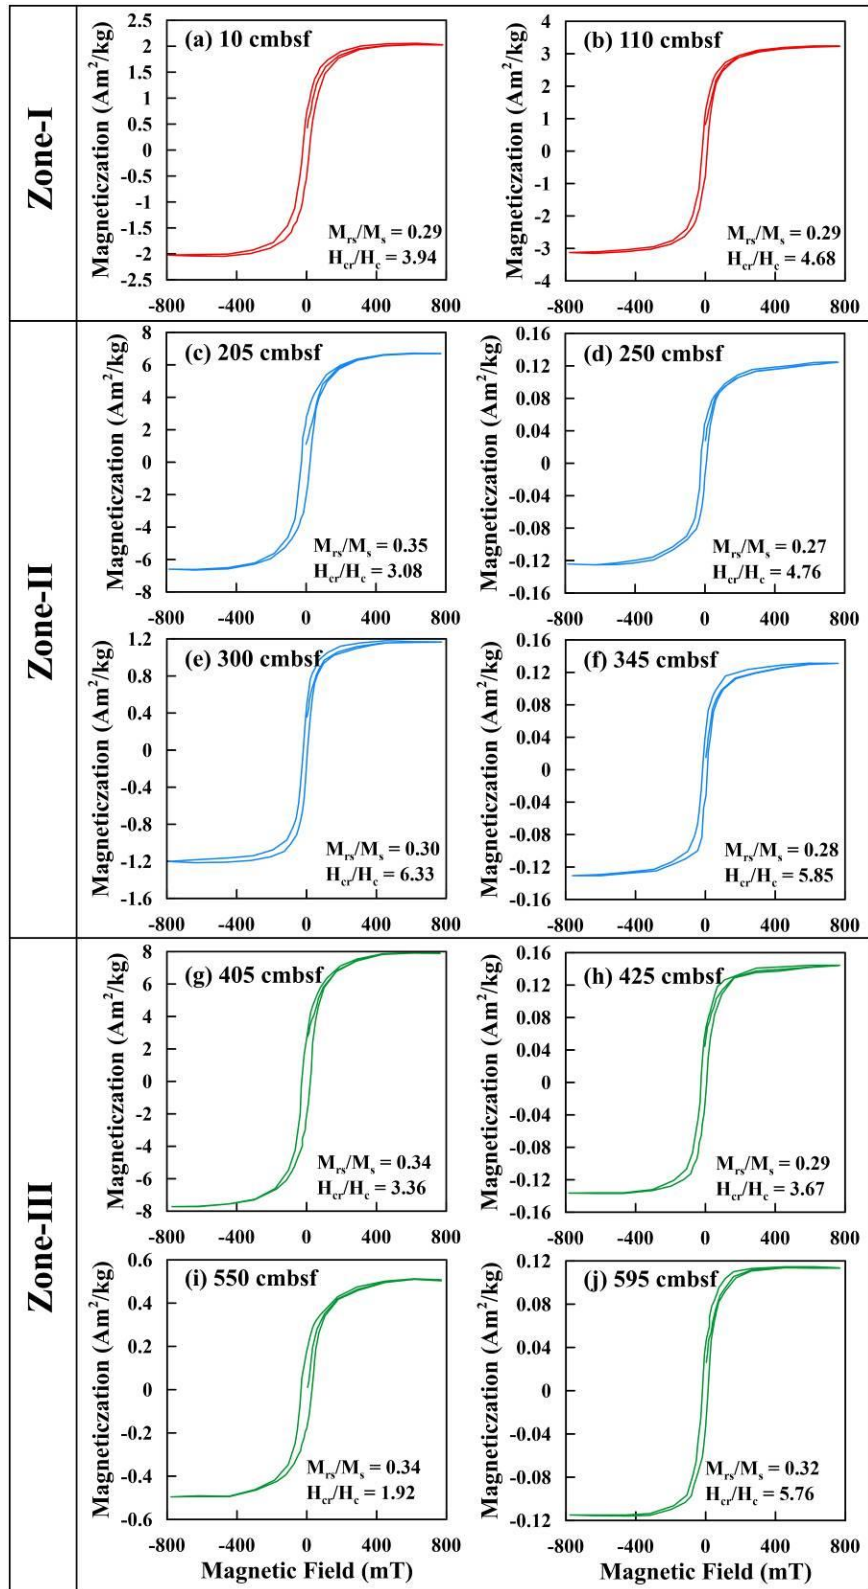 Zone-I
Magneticzation (Am²/kg)
2.5
2
1.5
1
0.5
0
-0.5
-1
-1.5
-2
-2.5
(a) 10 cmbsf
Mrs/Ms = 0.29
Hcr/Hc = 3.94
-800 -400 0 400 800
Magneticzation (Am²/kg)
4
3
2
1
0
-1
-2
-3
-4
(b) 110 cmbsf
Mrs/Ms = 0.29
Hcr/Hc = 4.68
-800 -400 0 400 800
Zone-II
Magneticzation (Am²/kg)
8
6
4
2
0
-2
-4
-6
-8
(c) 205 cmbsf
Mrs/Ms = 0.35
Hcr/Hc = 3.08
-800 -400 0 400 800
Magneticzation (Am²/kg)
0.16
0.12
0.08
0.04
0
-0.04
-0.08
-0.12
-0.16
(d) 250 cmbsf
Mrs/Ms = 0.27
Hcr/Hc = 4.76
-800 -400 0 400 800
Magneticzation (Am²/kg)
1.2
0.8
0.4
0
-0.4
-0.8
-1.2
-1.6
(e) 300 cmbsf
Mrs/Ms = 0.30
Hcr/Hc = 6.33
-800 -400 0 400 800
Magneticzation (Am²/kg)
0.16
0.12
0.08
0.04
0
-0.04
-0.08
-0.12
-0.16
(f) 345 cmbsf
Mrs/Ms = 0.28
Hcr/Hc = 5.85
-800 -400 0 400 800
Zone-III
Magneticzation (Am²/kg)
8
6
4
2
0
-2
-4
-6
-8
(g) 405 cmbsf
Mrs/Ms = 0.34
Hcr/Hc = 3.36
-800 -400 0 400 800
Magneticzation (Am²/kg)
0.16
0.12
0.08
0.04
0
-0.04
-0.08
-0.12
-0.16
(h) 425 cmbsf
Mrs/Ms = 0.29
Hcr/Hc = 3.67
-800 -400 0 400 800
Magneticzation (Am²/kg)
0.6
0.4
0.2
0
-0.2
-0.4
-0.6
(i) 550 cmbsf
Mrs/Ms = 0.34
Hcr/Hc = 1.92
-800 -400 0 400 800
Magnetic Field (mT)
Magneticzation (Am²/kg)
0.12
0.08
0.04
0
-0.04
-0.08
-0.12
(j) 595 cmbsf
Mrs/Ms = 0.32
Hcr/Hc = 5.76
-800 -400 0 400 800
Magnetic Field (mT)